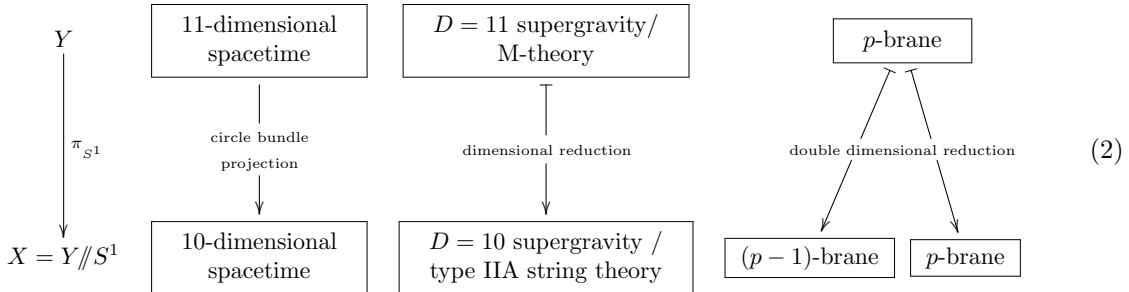 Y
11-dimensional
spacetime
D = 11 supergravity/
M-theory
p-brane
π_{S^1}
circle bundle
projection
dimensional reduction
double dimensional reduction
(2)
X = Y⫽S^1
10-dimensional
spacetime
D = 10 supergravity /
type IIA string theory
(p − 1)-brane
p-brane